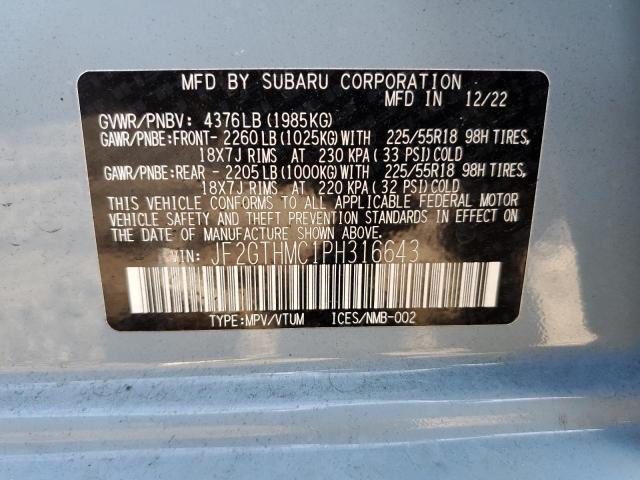 MFD BY SUBARU CORPORATION
MFD IN 12/22
GVWR/PNBV: 4376LB(1985KG)
GAWR/PNBE:FRONT- 2260LB(1025KG)WITH 225/55R18 98H TIRES,
18X7J RIMS AT 230 KPA(33 PSI)COLD
GAWR/PNBE:REAR - 2205LB(1000KG)WITH 225/55R18 98H TIRES,
18X7J RIMS AT 220 KPA(32 PSI)COLD
THIS VEHICLE CONFORMS TO ALL APPLICABLE FEDERAL MOTOR
VEHICLE SAFETY AND THEFT PREVENTION STANDARDS IN EFFECT
ON THE DATE OF MANUFACTURE SHOWN ABOVE.
VIN: JF2GTHMC1PH316643
TYPE:MPV/VTUM ICES/NMB-002